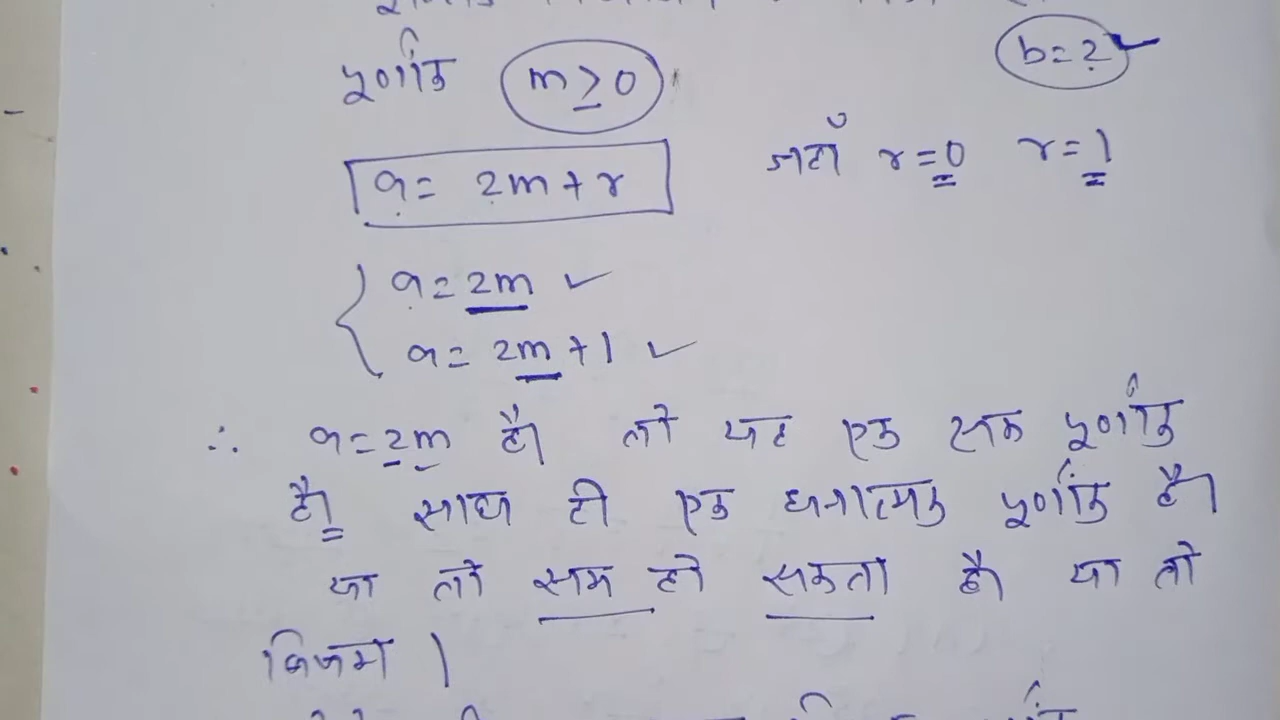 पूर्णांक m ≥ 0 b = 2
a = 2m + r जहाँ r = 0 r = 1
a = 2m ✓
a = 2m + 1 ✓
∴ a = 2m है। तो यह एक सम पूर्णांक
है। साथ ही एक धनात्मक पूर्णांक है।
या तो सम हो सकता है। या तो
विषम।